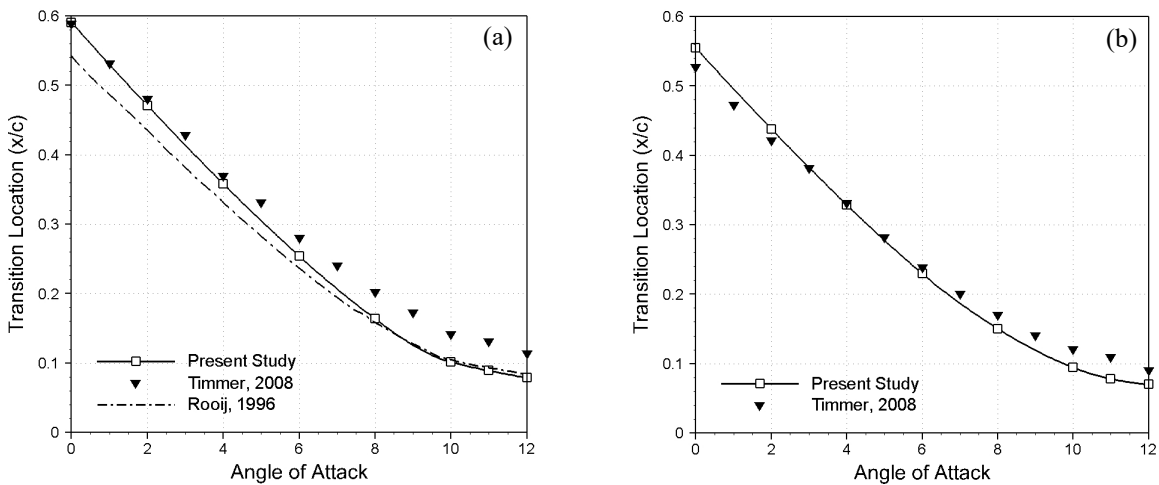 (a)
Transition Location (x/c)
0.6
0.5
0.4
0.3
0.2
0.1
0
Present Study
Timmer, 2008
Rooij, 1996
0 2 4 6 8 10 12
Angle of Attack
(b)
Transition Location (x/c)
0.6
0.5
0.4
0.3
0.2
0.1
0
Present Study
Timmer, 2008
0 2 4 6 8 10 12
Angle of Attack